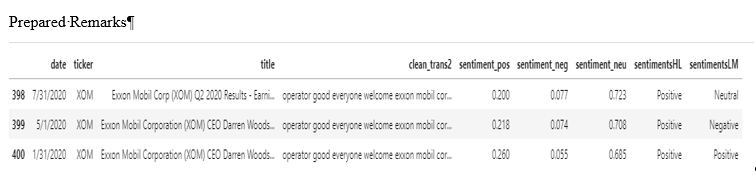 Prepared·Remarks¶
date ticker title clean_trans2 sentiment_pos sentiment_neg sentiment_neu sentimentsHL sentimentsLM
398 7/31/2020 XOM Exxon Mobil Corp (XOM) Q2 2020 Results - Earni... operator good everyone welcome exxon mobil cor... 0.200 0.077 0.723 Positive Neutral
399 5/1/2020 XOM Exxon Mobil Corporation (XOM) CEO Darren Woods... operator good everyone welcome exxon mobil cor... 0.218 0.074 0.708 Positive Negative
400 1/31/2020 XOM Exxon Mobil Corporation (XOM) CEO Darren Woods... operator good everyone welcome exxon mobil cor... 0.260 0.055 0.685 Positive Positive